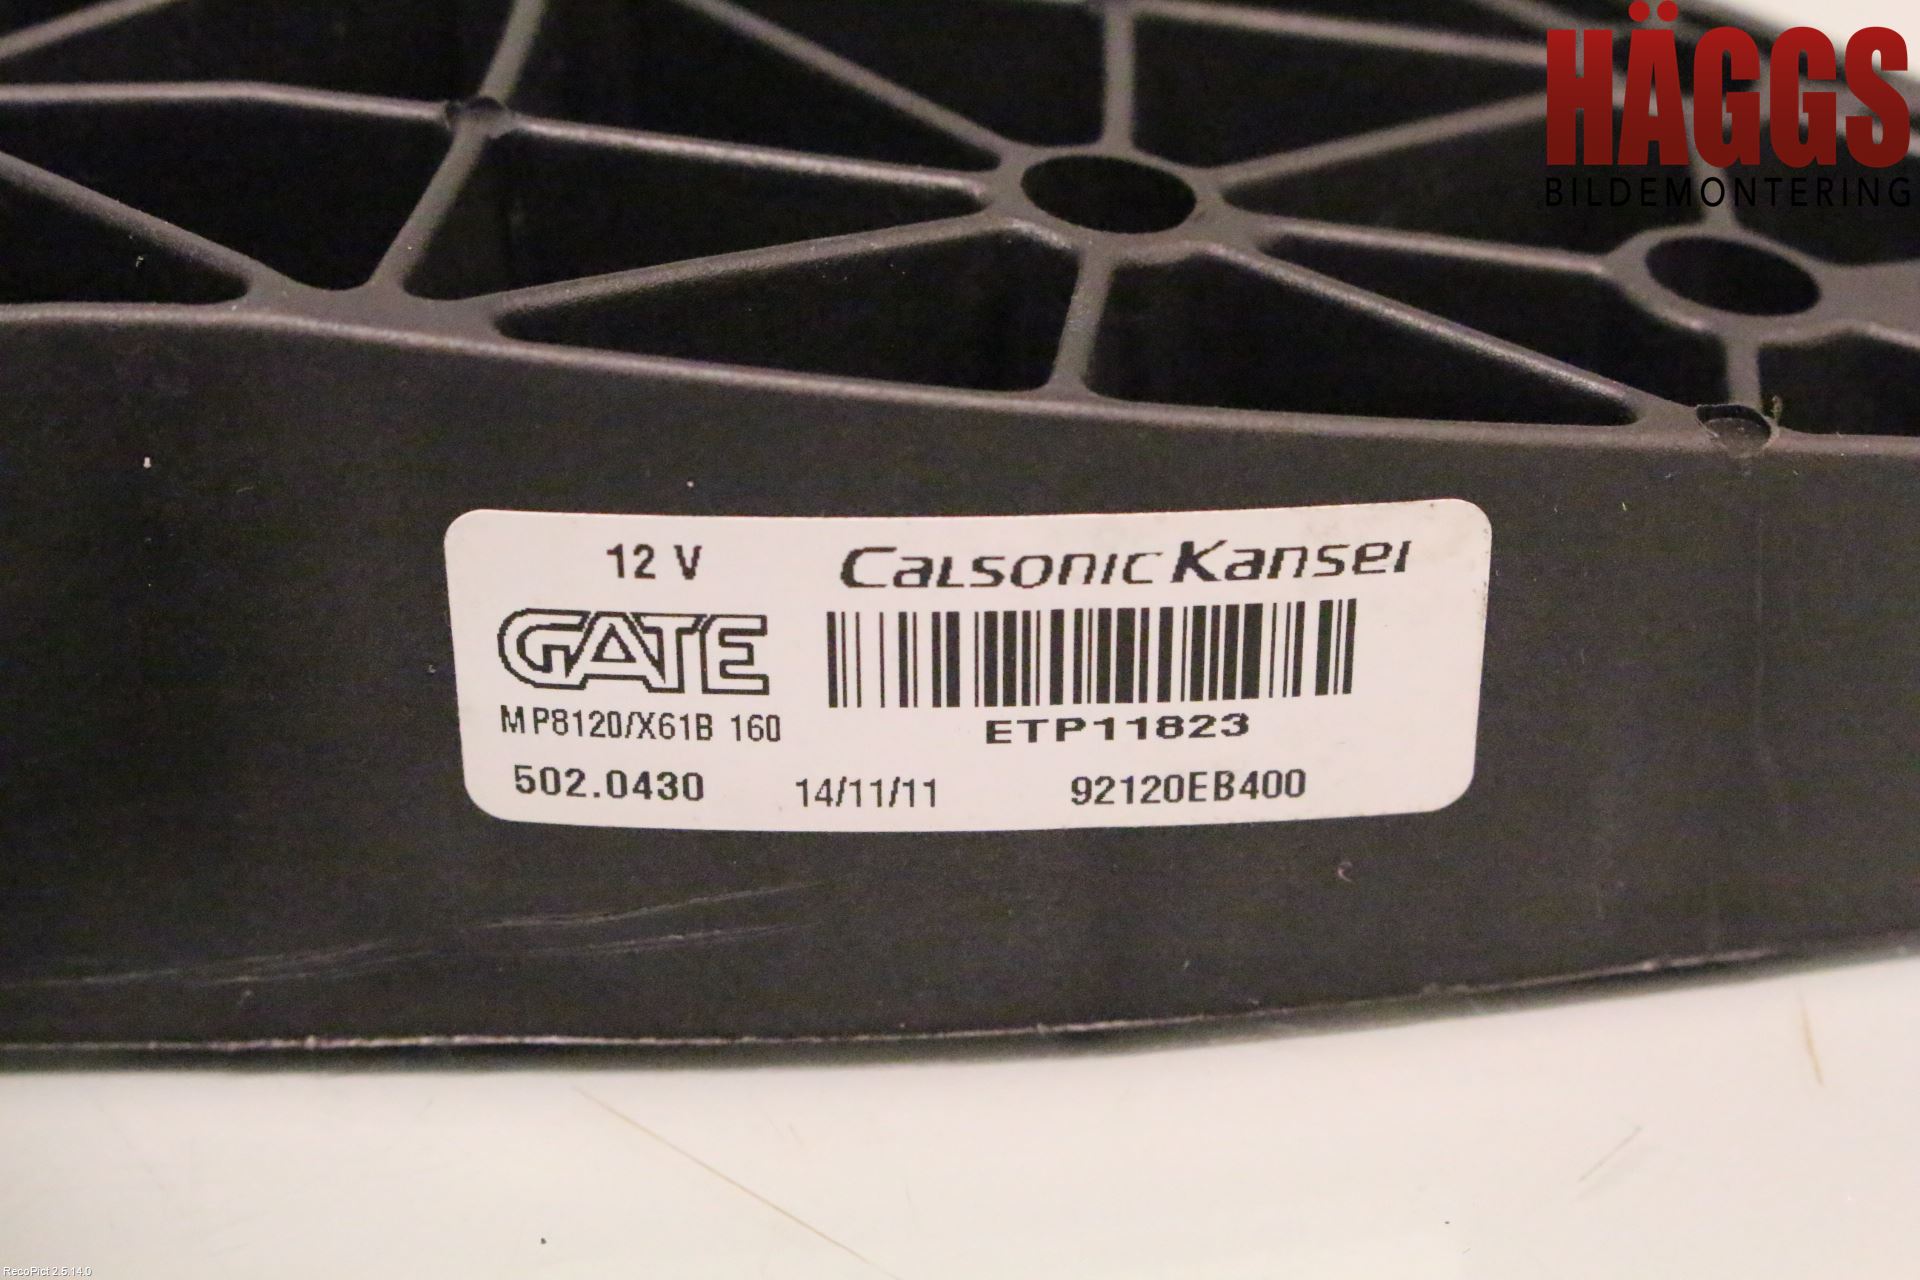 HÄGGS
BILDEMONTERING
12 V
CalsonicKansei
GATE
MP8120/X61B 160
ETP11823
502.0430
14/11/11
92120EB400
RecoPict 2.5.14.0